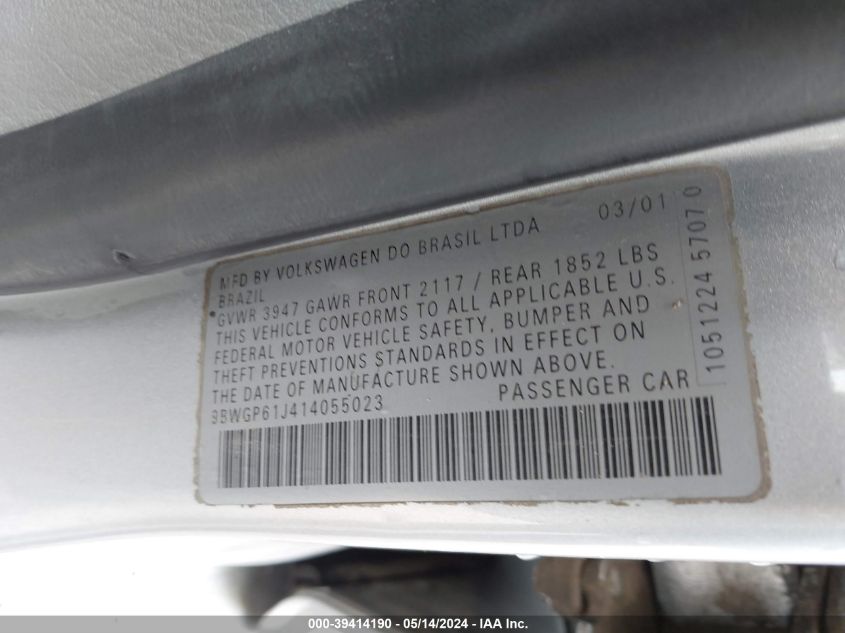 MFD BY VOLKSWAGEN DO BRASIL LTDA 03/01
BRAZIL
GVWR 3947 GAWR FRONT 2117 / REAR 1852 LBS
THIS VEHICLE CONFORMS TO ALL APPLICABLE U.S.
FEDERAL MOTOR VEHICLE SAFETY, BUMPER AND
THEFT PREVENTIONS STANDARDS IN EFFECT ON
THE DATE OF MANUFACTURE SHOWN ABOVE.
9BWGP61J414055023 PASSENGER CAR
1051224 5707 0
000-39414190 - 05/14/2024 - IAA Inc.